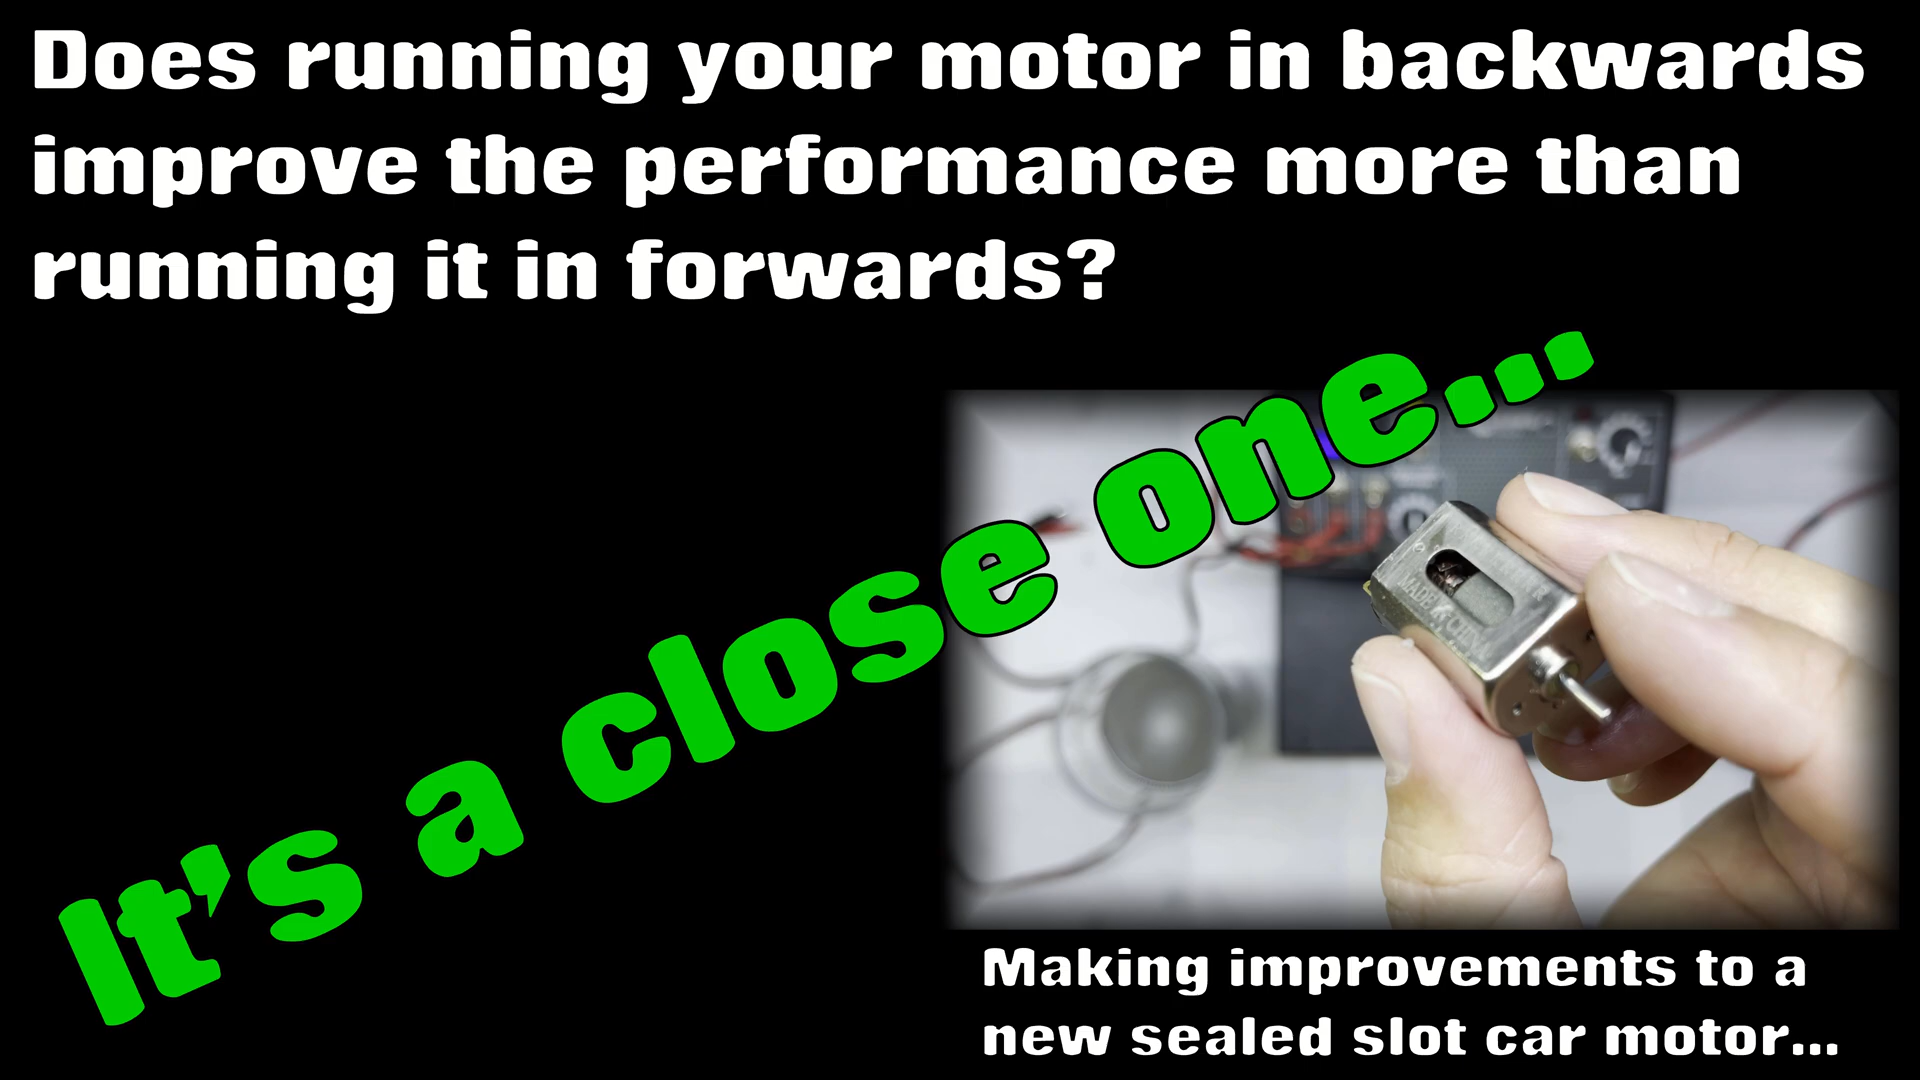 Does running your motor in backwards
improve the performance more than
running it in forwards?
It's a close one...
MADE
Making improvements to a
new sealed slot car motor...